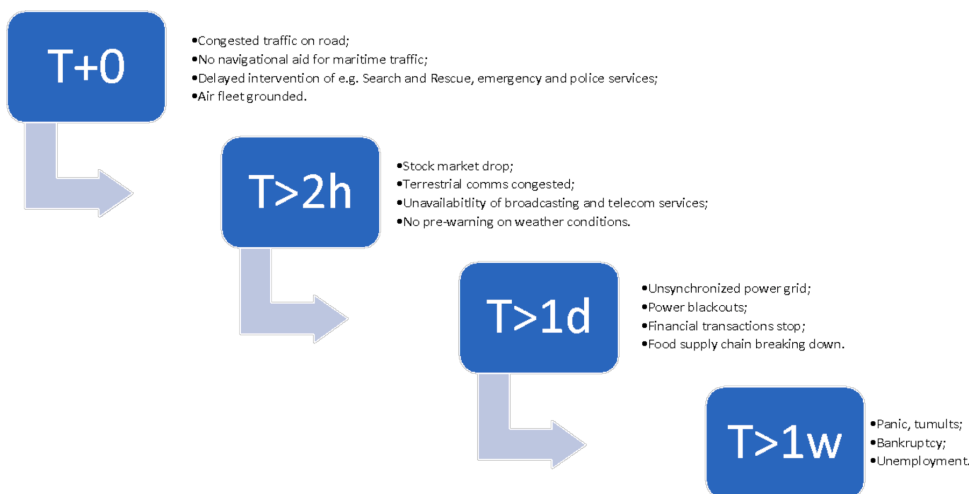 T+0
•Congested traffic on road;
•No navigational aid for maritime traffic;
•Delayed intervention of e.g. Search and Rescue, emergency and police services;
•Air fleet grounded.
T>2h
•Stock market drop;
•Terrestrial comms congested;
•Unavailabitlity of broadcasting and telecom services;
•No pre-warning on weather conditions.
T>1d
•Unsynchronized power grid;
•Power blackouts;
•Financial transactions stop;
•Food supply chain breaking down.
T>1w
•Panic, tumults;
•Bankruptcy;
•Unemployment.